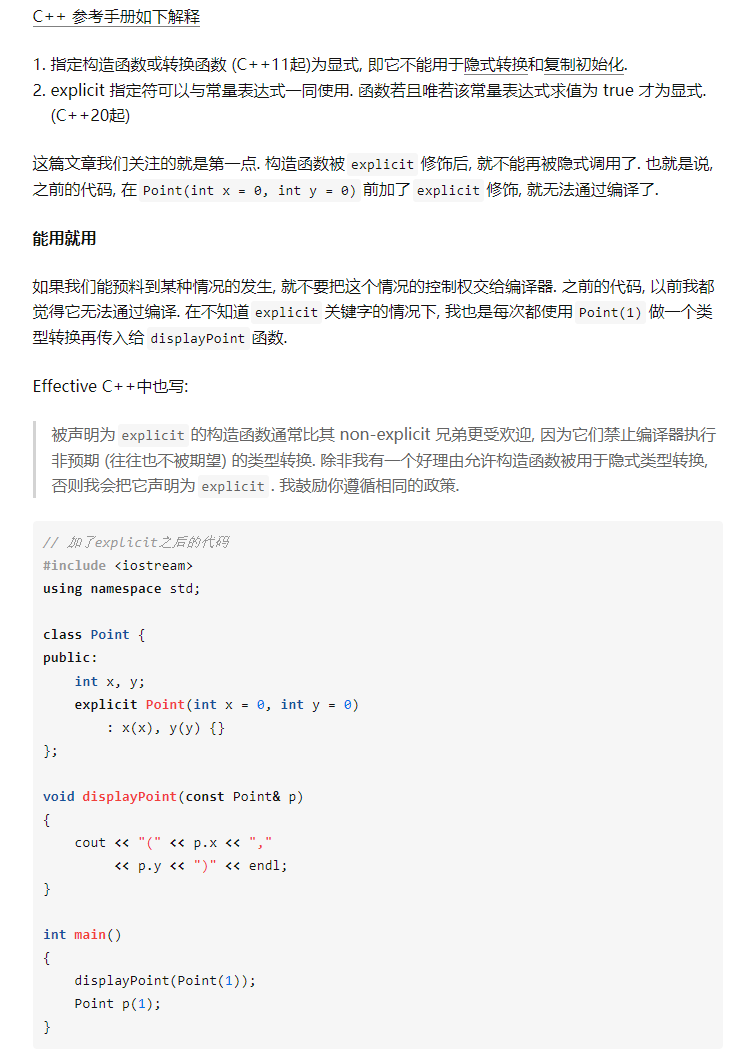 C++ 参考手册如下解释
1. 指定构造函数或转换函数 (C++11起)为显式, 即它不能用于隐式转换和复制初始化.
2. explicit 指定符可以与常量表达式一同使用. 函数若且唯若该常量表达式求值为 true 才为显式.
(C++20起)
这篇文章我们关注的就是第一点. 构造函数被 explicit 修饰后, 就不能再被隐式调用了. 也就是说,
之前的代码, 在 Point(int x = 0, int y = 0) 前加了 explicit 修饰, 就无法通过编译了.
能用就用
如果我们能预料到某种情况的发生, 就不要把这个情况的控制权交给编译器. 之前的代码, 以前我都
觉得它无法通过编译. 在不知道 explicit 关键字的情况下, 我也是每次都使用 Point(1) 做一个类
型转换再传入给 displayPoint 函数.
Effective C++中也写:
被声明为 explicit 的构造函数通常比其 non-explicit 兄弟更受欢迎, 因为它们禁止编译器执行
非预期 (往往也不被期望) 的类型转换. 除非我有一个好理由允许构造函数被用于隐式类型转换,
否则我会把它声明为 explicit . 我鼓励你遵循相同的政策.
// 加了explicit之后的代码
#include <iostream>
using namespace std;
class Point {
public:
    int x, y;
    explicit Point(int x = 0, int y = 0)
        : x(x), y(y) {}
};
void displayPoint(const Point& p)
{
    cout << "(" << p.x << ","
         << p.y << ")" << endl;
}
int main()
{
    displayPoint(Point(1));
    Point p(1);
}